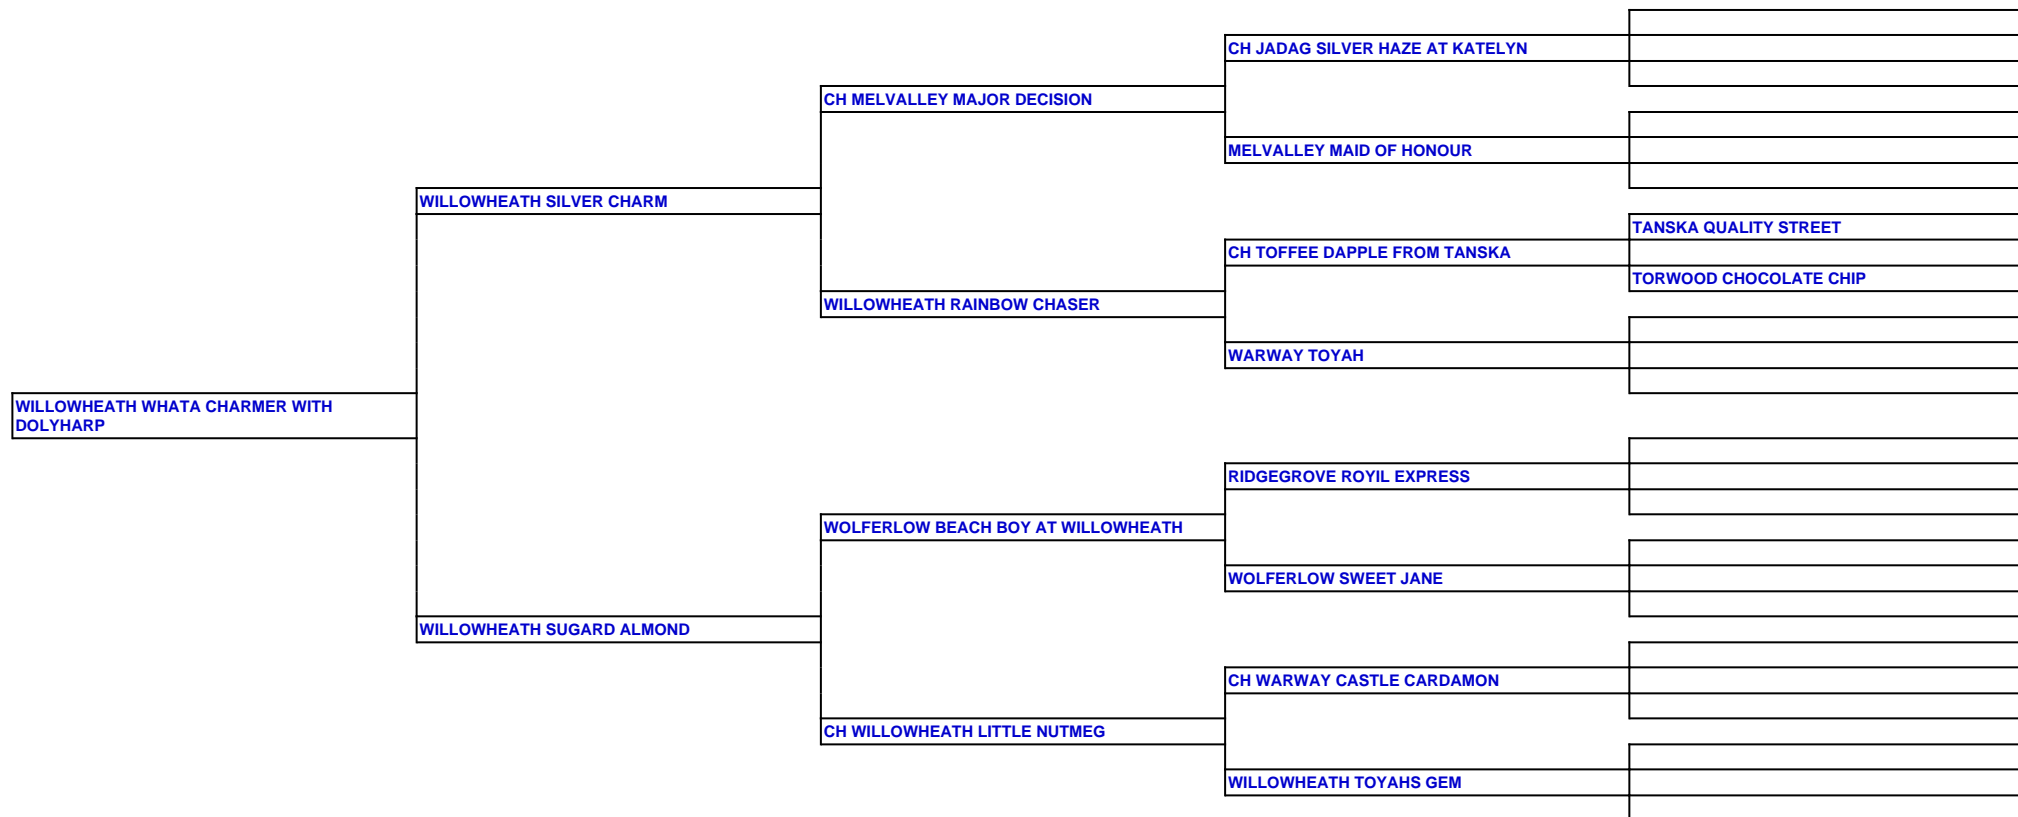 CH JADAG SILVER HAZE AT KATELYN
CH MELVALLEY MAJOR DECISION
MELVALLEY MAID OF HONOUR
WILLOWHEATH SILVER CHARM
TANSKA QUALITY STREET
CH TOFFEE DAPPLE FROM TANSKA
TORWOOD CHOCOLATE CHIP
WILLOWHEATH RAINBOW CHASER
WARWAY TOYAH
WILLOWHEATH WHATA CHARMER WITH
DOLYHARP
RIDGEGROVE ROYIL EXPRESS
WOLFERLOW BEACH BOY AT WILLOWHEATH
WOLFERLOW SWEET JANE
WILLOWHEATH SUGARD ALMOND
CH WARWAY CASTLE CARDAMON
CH WILLOWHEATH LITTLE NUTMEG
WILLOWHEATH TOYAHS GEM